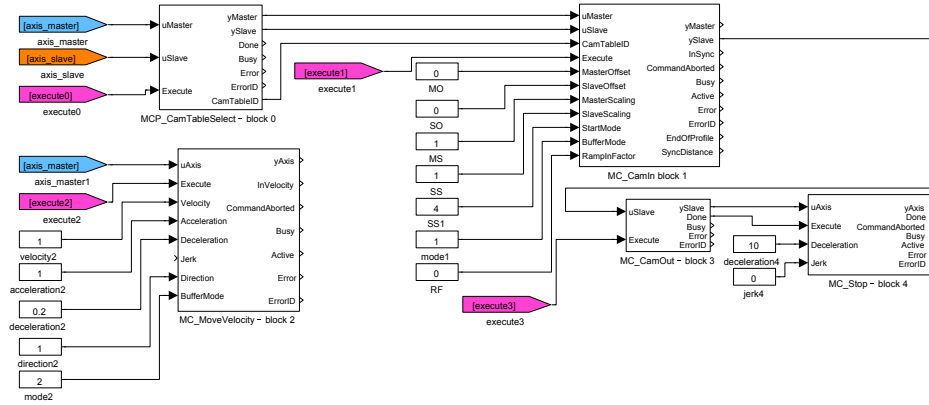 [axis_master]
axis_master
[axis_slave]
axis_slave
[execute0]
execute0
uMaster
uSlave
Execute
yMaster
ySlave
Done
Busy
Error
ErrorID
CamTableID
MCP_CamTableSelect - block 0
[execute1]
execute1
0
MO
0
SO
1
MS
1
SS
4
SS1
1
mode1
0
RF
uMaster
uSlave
CamTableID
Execute
MasterOffset
SlaveOffset
MasterScaling
SlaveScaling
StartMode
BufferMode
RampInFactor
yMaster
ySlave
InSync
CommandAborted
Busy
Active
Error
ErrorID
EndOfProfile
SyncDistance
MC_CamIn block 1
[axis_master]
axis_master1
[execute2]
execute2
1
velocity2
1
acceleration2
0.2
deceleration2
1
direction2
2
mode2
uAxis
Execute
Velocity
Acceleration
Deceleration
Jerk
Direction
BufferMode
yAxis
InVelocity
CommandAborted
Busy
Active
Error
ErrorID
MC_MoveVelocity - block 2
[execute3]
execute3
uSlave
Execute
ySlave
Done
Busy
Error
ErrorID
MC_CamOut - block 3
10
deceleration4
0
jerk4
uAxis
Execute
Deceleration
Jerk
yAxis
Done
CommandAborted
Busy
Active
Error
ErrorID
MC_Stop - block 4